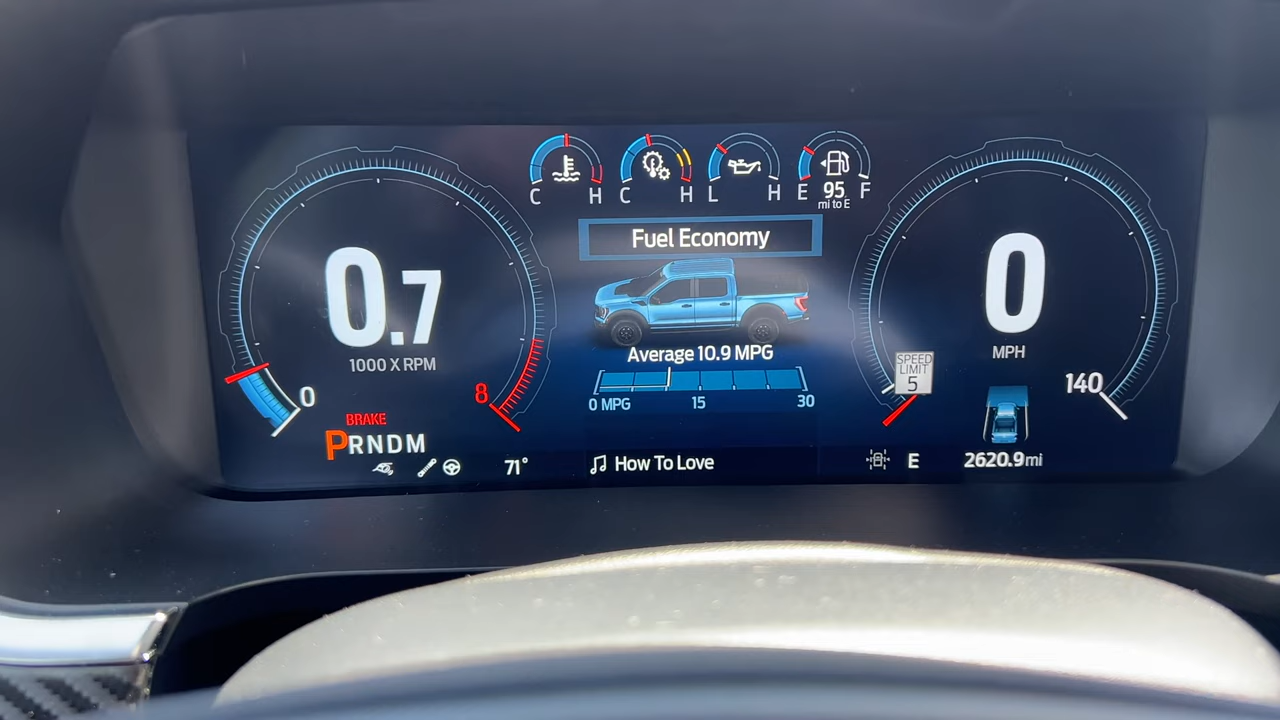 C H
C H
L H
E F
95
mi to E
Fuel Economy
0.7
1000 X RPM
0
8
BRAKE
PRNDM
71°
Average 10.9 MPG
0 MPG 15 30
How To Love
0
MPH
SPEED
LIMIT
5
140
E
2620.9mi